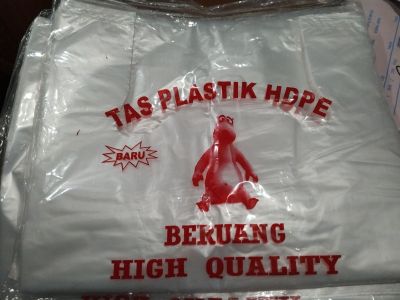 TAS PLASTIK HDPE
BARU
BERUANG
HIGH QUALITY